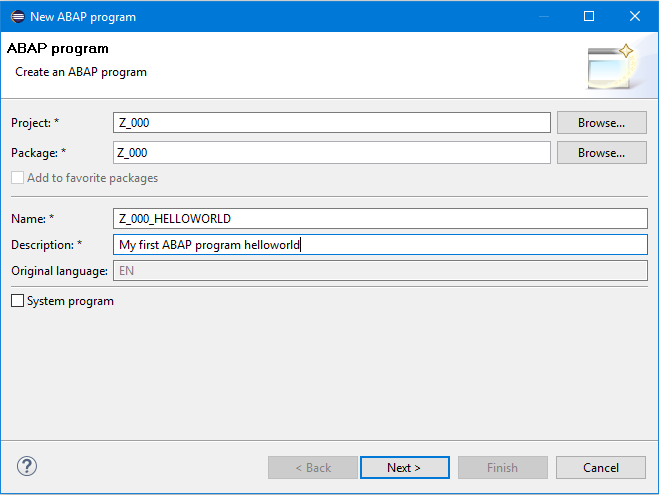 New ABAP program
ABAP program
Create an ABAP program
Project: * Z_000 Browse...
Package: * Z_000 Browse...
Add to favorite packages
Name: * Z_000_HELLOWORLD
Description: * My first ABAP program helloworld
Original language: EN
System program
? < Back Next > Finish Cancel